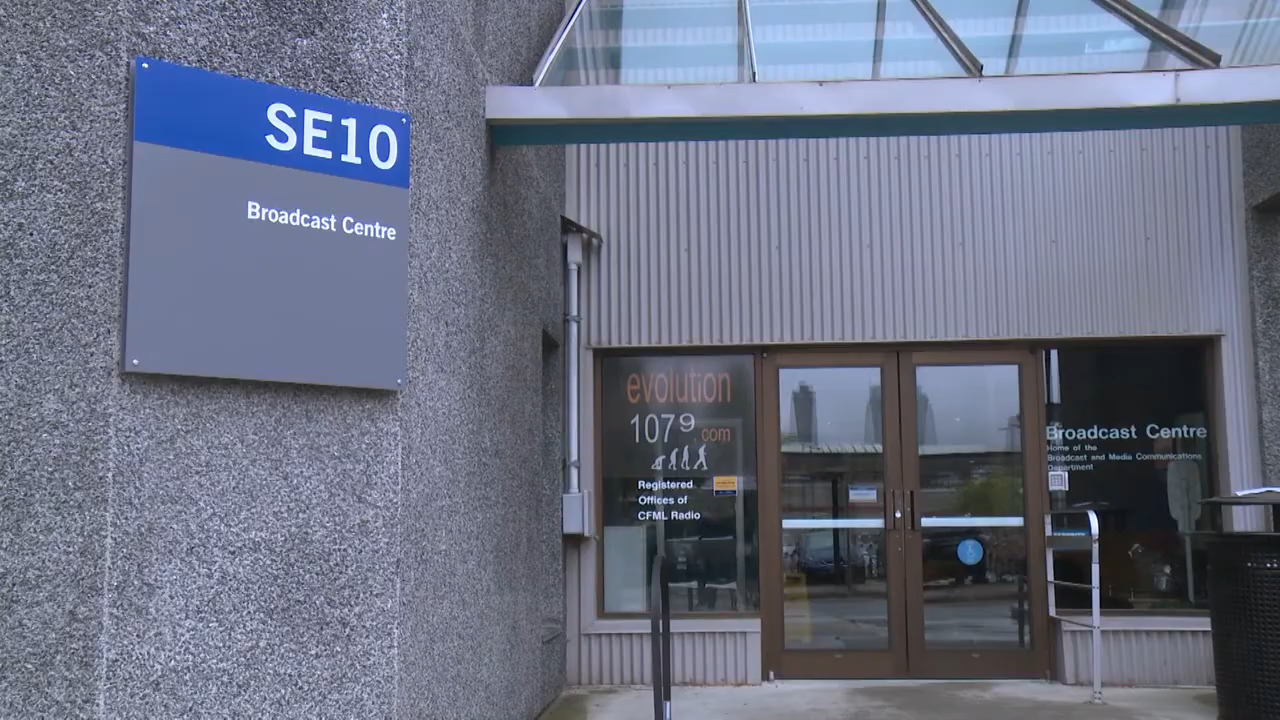 SE10
Broadcast Centre
evolution
1079.com
Registered
Offices of
CFML Radio
Broadcast Centre
Home of the
Broadcast and Media Communications
Department